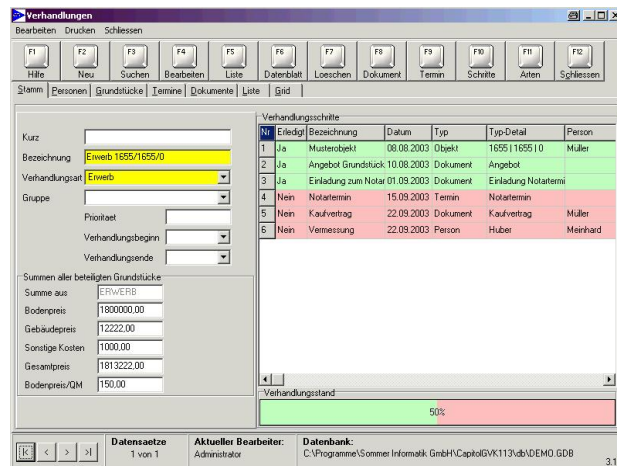 Verhandlungen
Bearbeiten Drucken Schliessen
F1 F2 F3 F4 F5 F6 F7 F8 F9 F10 F11 F12
Hilfe Neu Suchen Bearbeiten Liste Datenblatt Loeschen Dokument Termin Schritte Arten Schliessen
Stamm Personen Grundstücke Termine Dokumente Liste Grid
Kurz
Bezeichnung Erwerb 1655/1655/0
Verhandlungsart Erwerb
Gruppe
Prioritaet
Verhandlungsbeginn
Verhandlungsende
Summen aller beteiligten Grundstücke
Summe aus ERWERB
Bodenpreis 1800000,00
Gebäudepreis 12222,00
Sonstige Kosten 1000,00
Gesamtpreis 1813222,00
Bodenpreis/QM 150,00
Verhandlungsschritte
Nr Erledigt Bezeichnung Datum Typ Typ-Detail Person
1 Ja Musterobjekt 08.08.2003 Objekt 1655|1655|0 Müller
2 Ja Angebot Grundstück 10.08.2003 Dokument Angebot
3 Ja Einladung zum Notar 01.09.2003 Dokument Einladung Notartermi
4 Nein Notartermin 15.09.2003 Termin Notartermin
5 Nein Kaufvertrag 22.09.2003 Dokument Kaufvertrag Müller
6 Nein Vermessung 22.09.2003 Person Huber Meinhard
Verhandlungsstand
50%
Datensaetze Aktueller Bearbeiter: Datenbank:
1 von 1 Administrator C:\Programme\Sommer Informatik GmbH\CapitolGVK113\db\DEMO.GDB
3.1